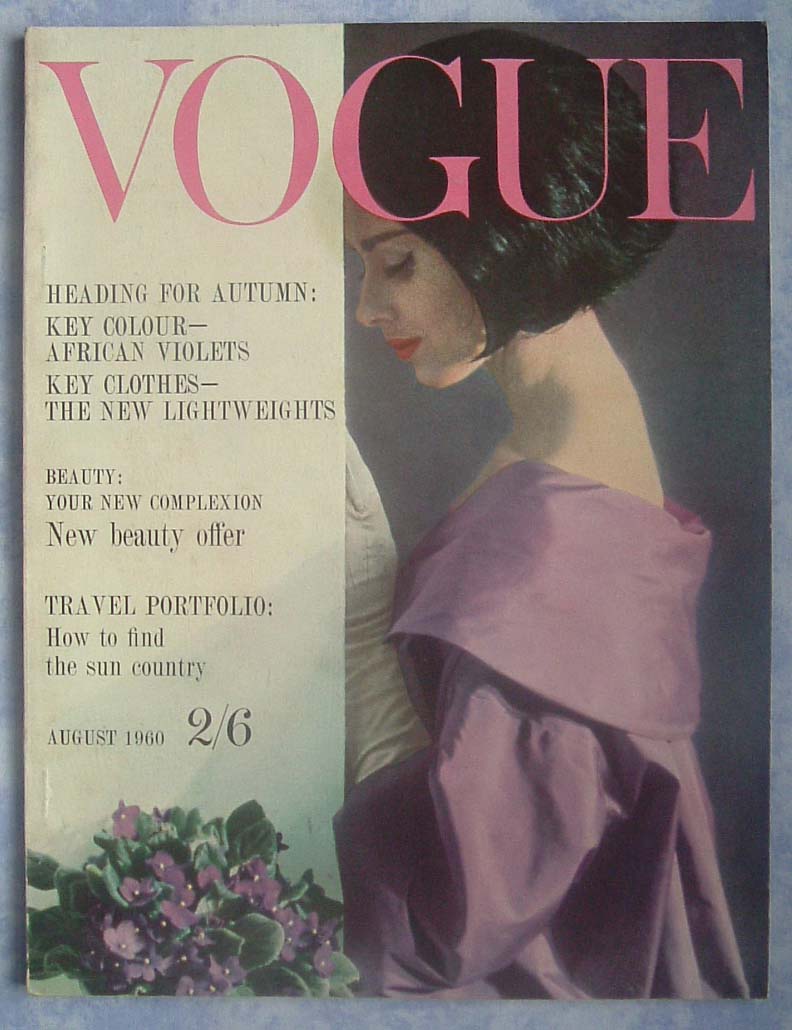 VOGUE
HEADING FOR AUTUMN:
KEY COLOUR—
AFRICAN VIOLETS
KEY CLOTHES—
THE NEW LIGHTWEIGHTS
BEAUTY:
YOUR NEW COMPLEXION
New beauty offer
TRAVEL PORTFOLIO:
How to find
the sun country
AUGUST 1960 2/6